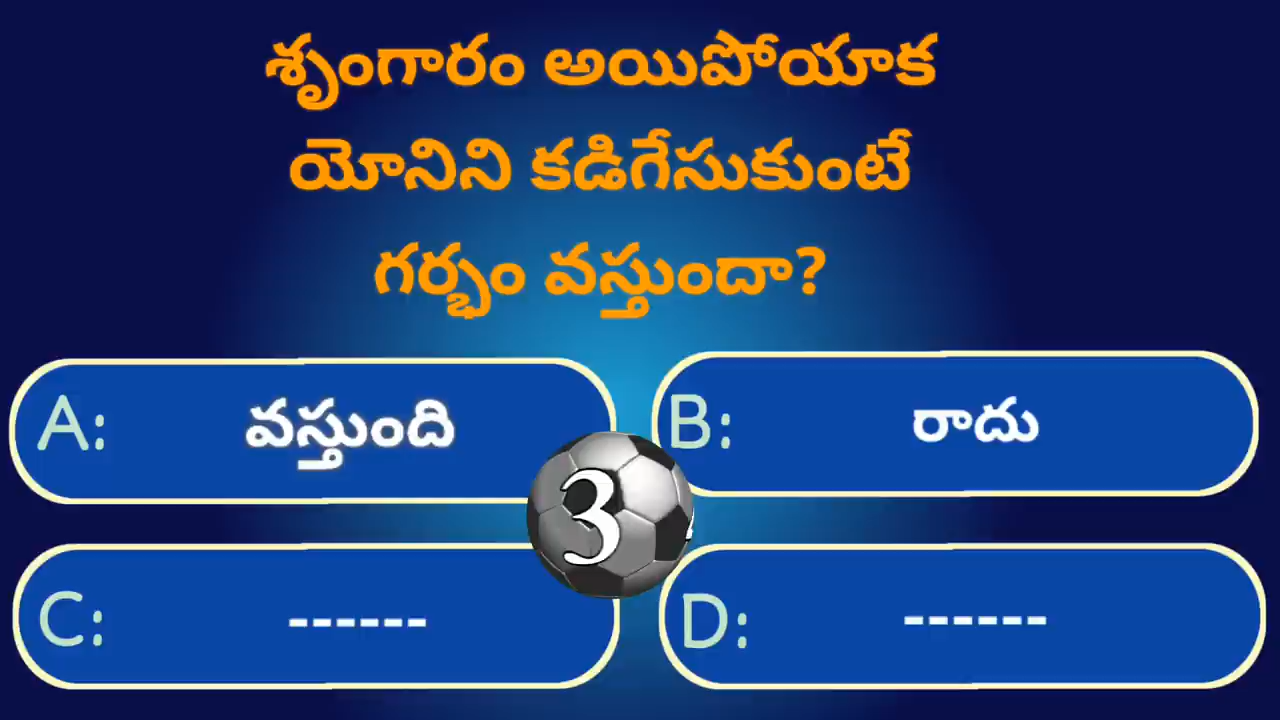 శృంగారం అయిపోయాక
యోనిని కడిగేసుకుంటే
గర్భం వస్తుందా?
A: వస్తుంది
B: రాదు
3
C: ------
D: ------